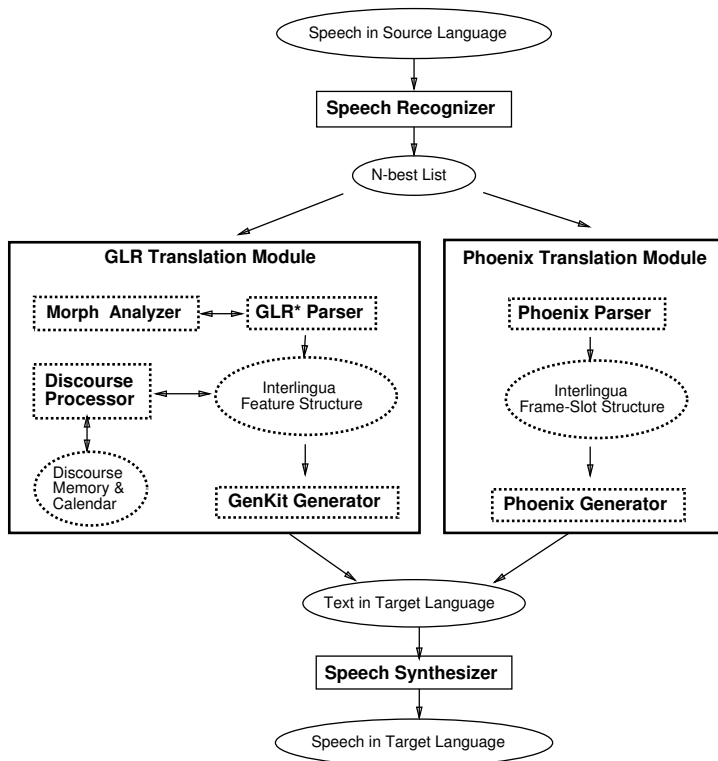 Speech in Source Language
Speech Recognizer
N-best List
GLR Translation Module
Morph Analyzer
GLR* Parser
Discourse
Processor
Interlingua
Feature Structure
Discourse
Memory &
Calendar
GenKit Generator
Phoenix Translation Module
Phoenix Parser
Interlingua
Frame-Slot Structure
Phoenix Generator
Text in Target Language
Speech Synthesizer
Speech in Target Language